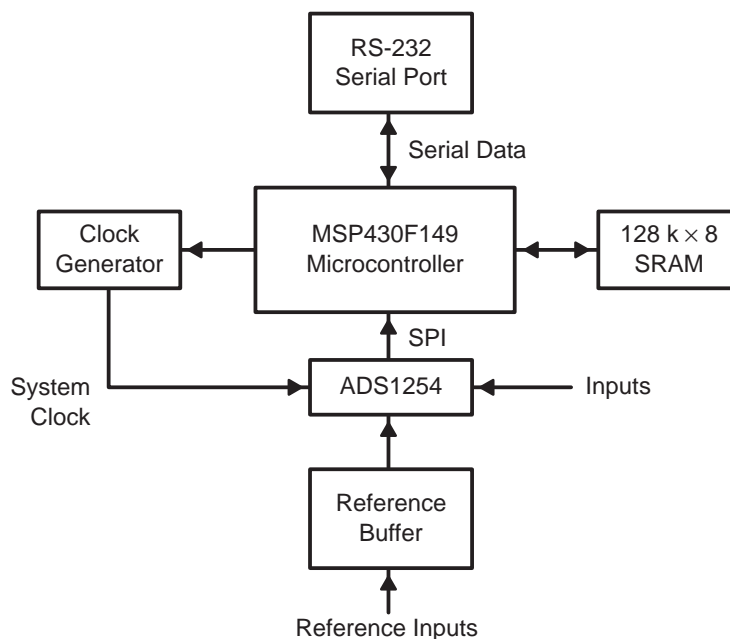 RS-232
Serial Port
Serial Data
Clock
Generator
MSP430F149
Microcontroller
128 k × 8
SRAM
SPI
System
Clock
ADS1254
Inputs
Reference
Buffer
Reference Inputs